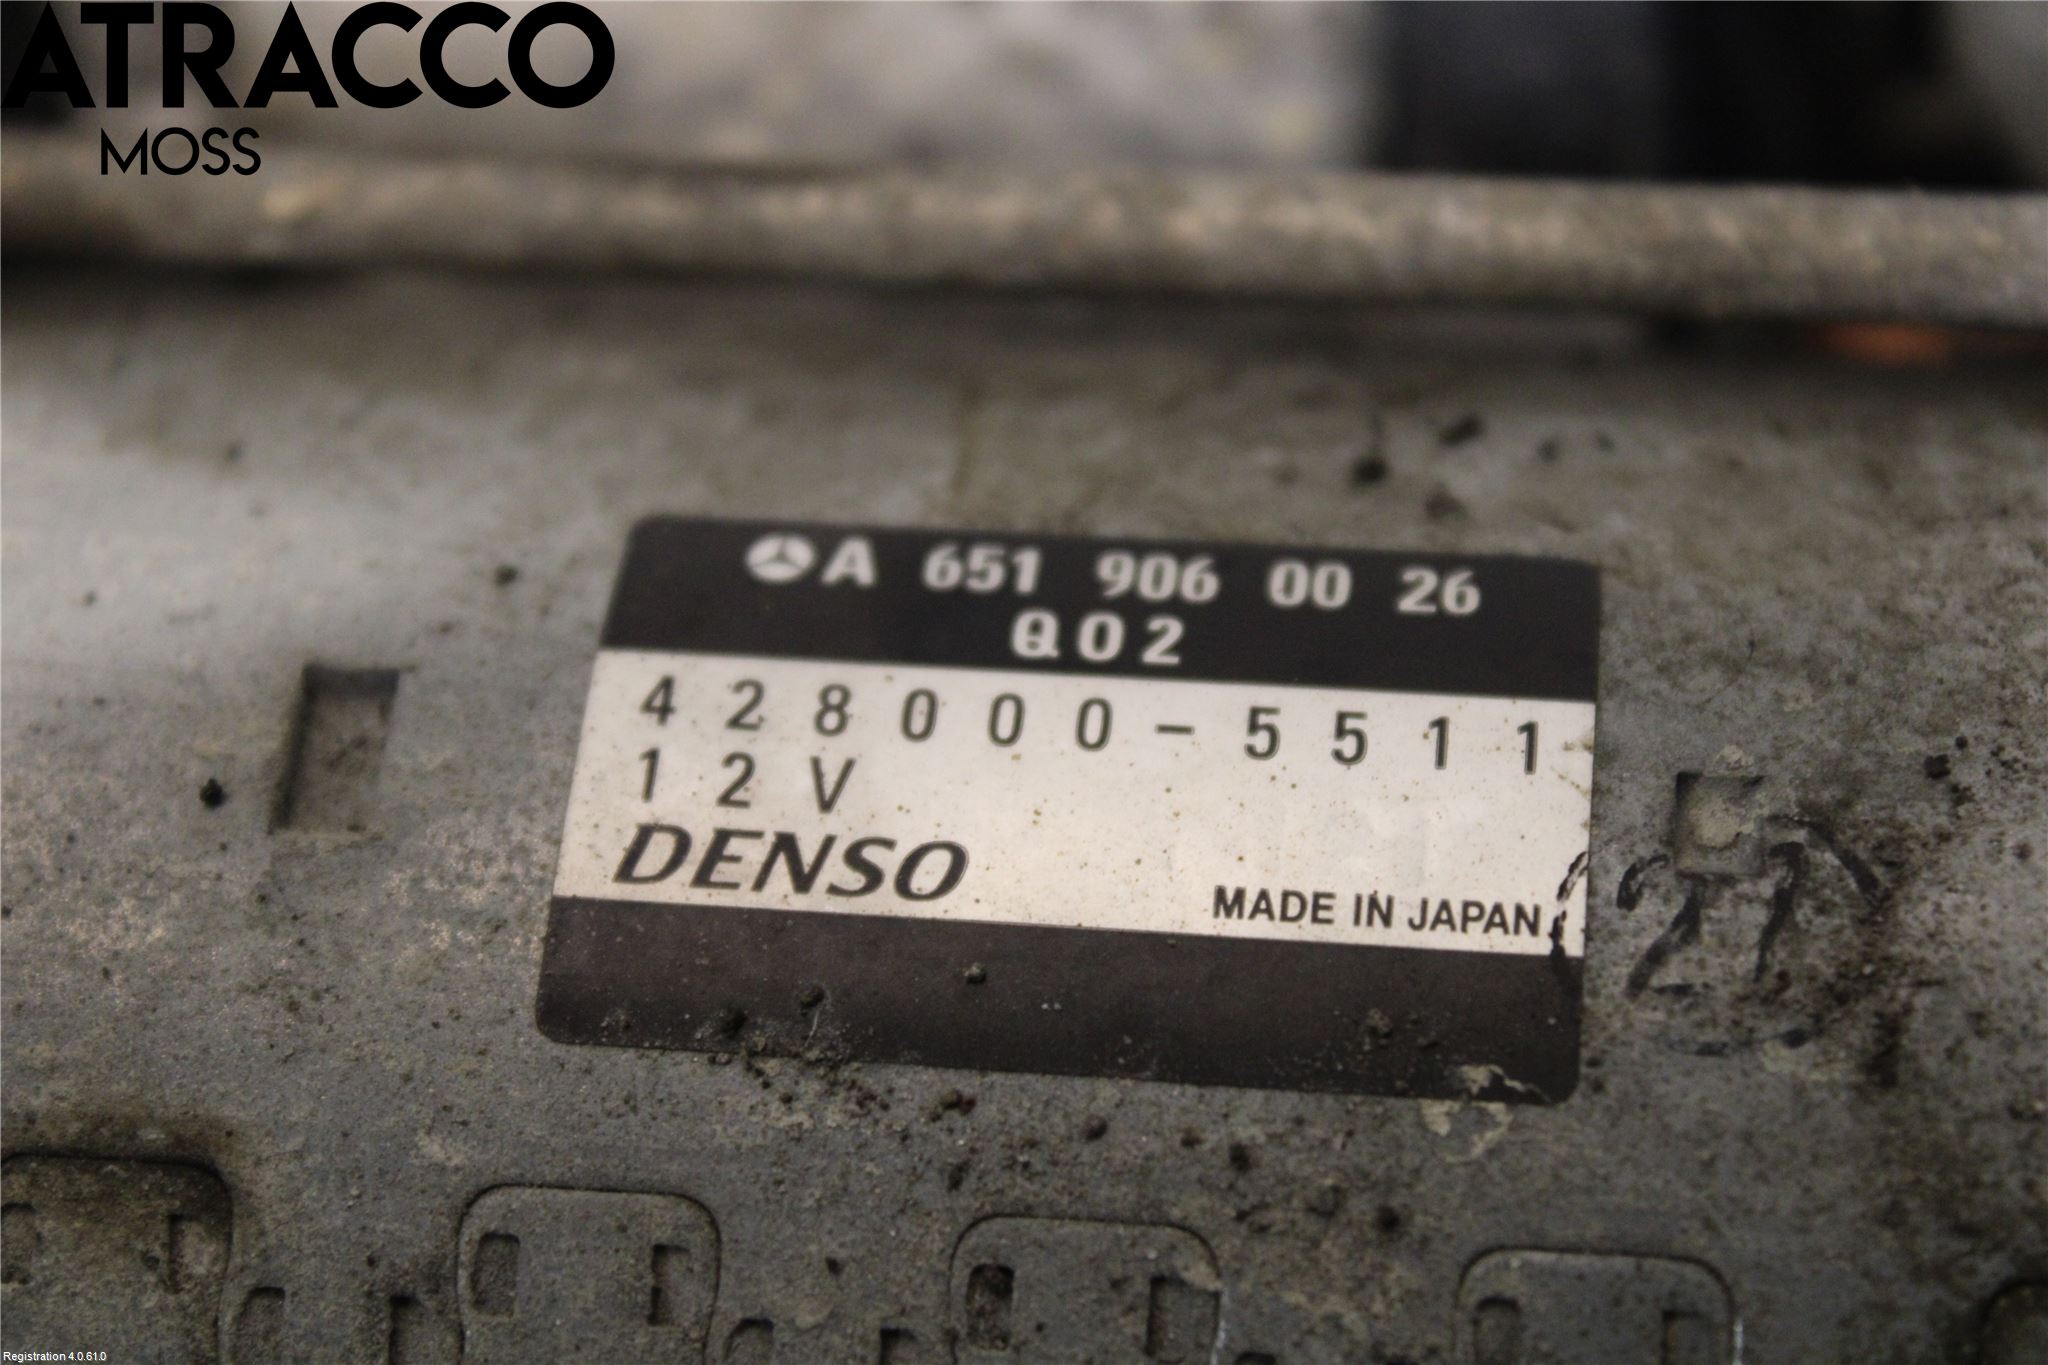 ATRACCO
MOSS
A 651 906 00 26
Q02
428000-5511
12V
DENSO
MADE IN JAPAN
Registration 4.0.61.0